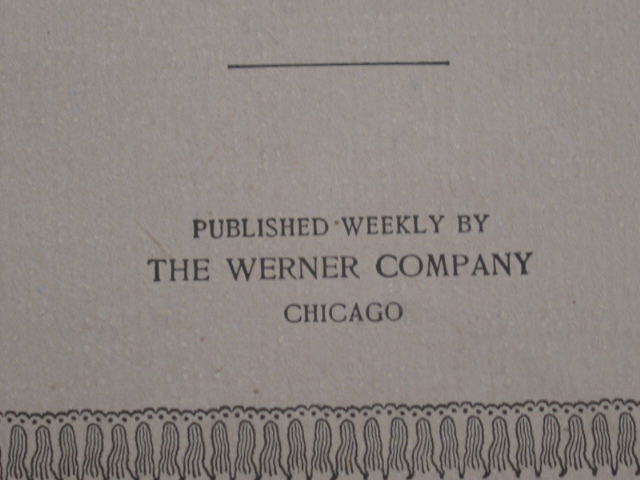 PUBLISHED WEEKLY BY
THE WERNER COMPANY
CHICAGO